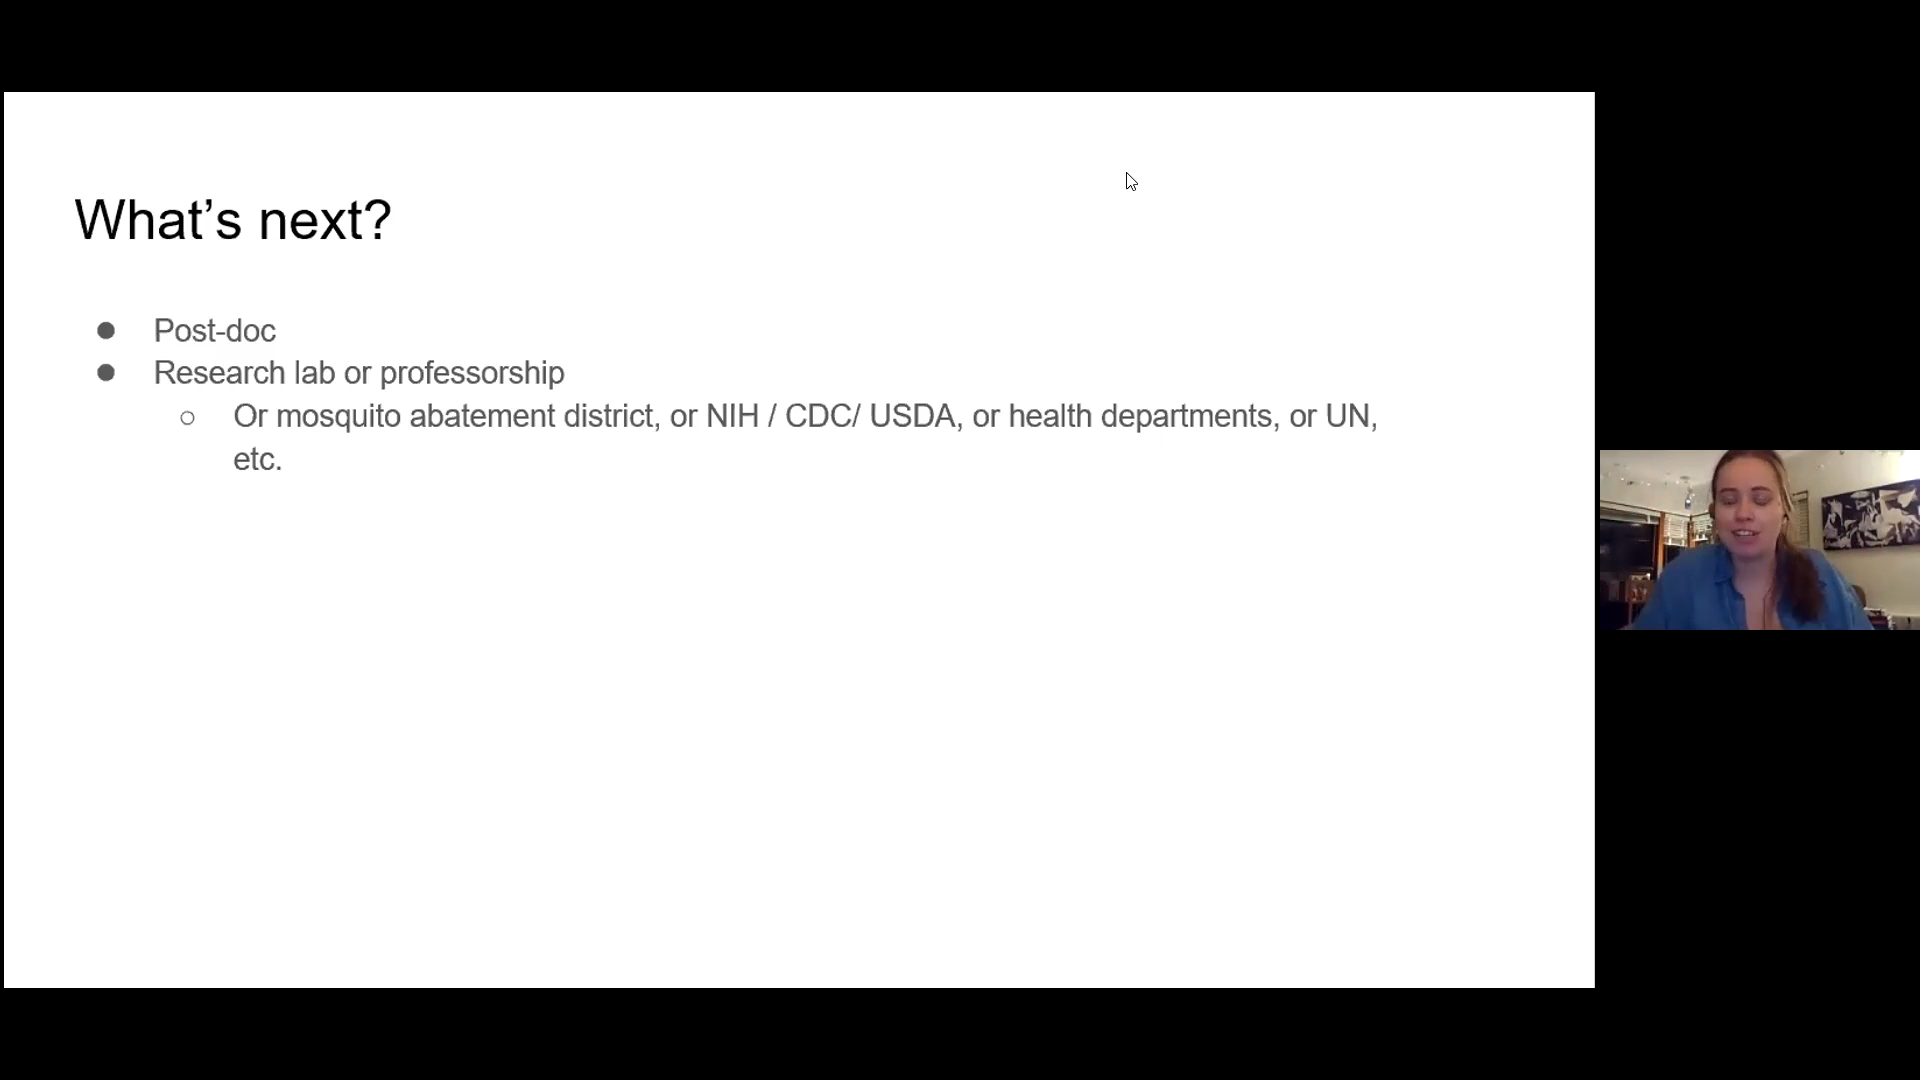 What’s next?
● Post-doc
● Research lab or professorship
○ Or mosquito abatement district, or NIH / CDC/ USDA, or health departments, or UN,
etc.